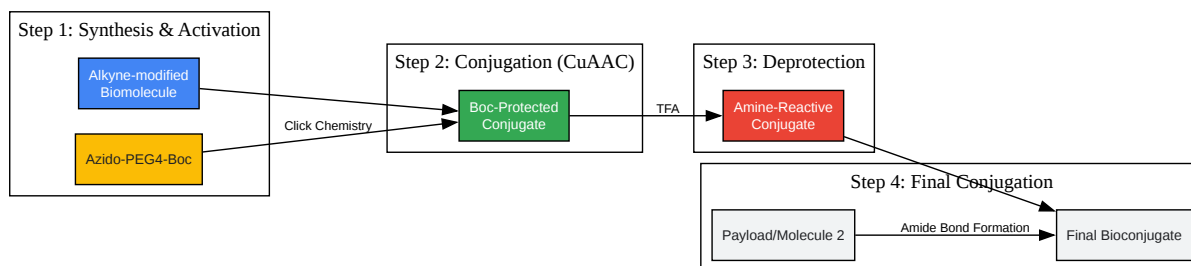 Step 1: Synthesis & Activation
Alkyne-modified
Biomolecule
Azido-PEG4-Boc
Click Chemistry
Step 2: Conjugation (CuAAC)
Boc-Protected
Conjugate
TFA
Step 3: Deprotection
Amine-Reactive
Conjugate
Step 4: Final Conjugation
Payload/Molecule 2
Amide Bond Formation
Final Bioconjugate